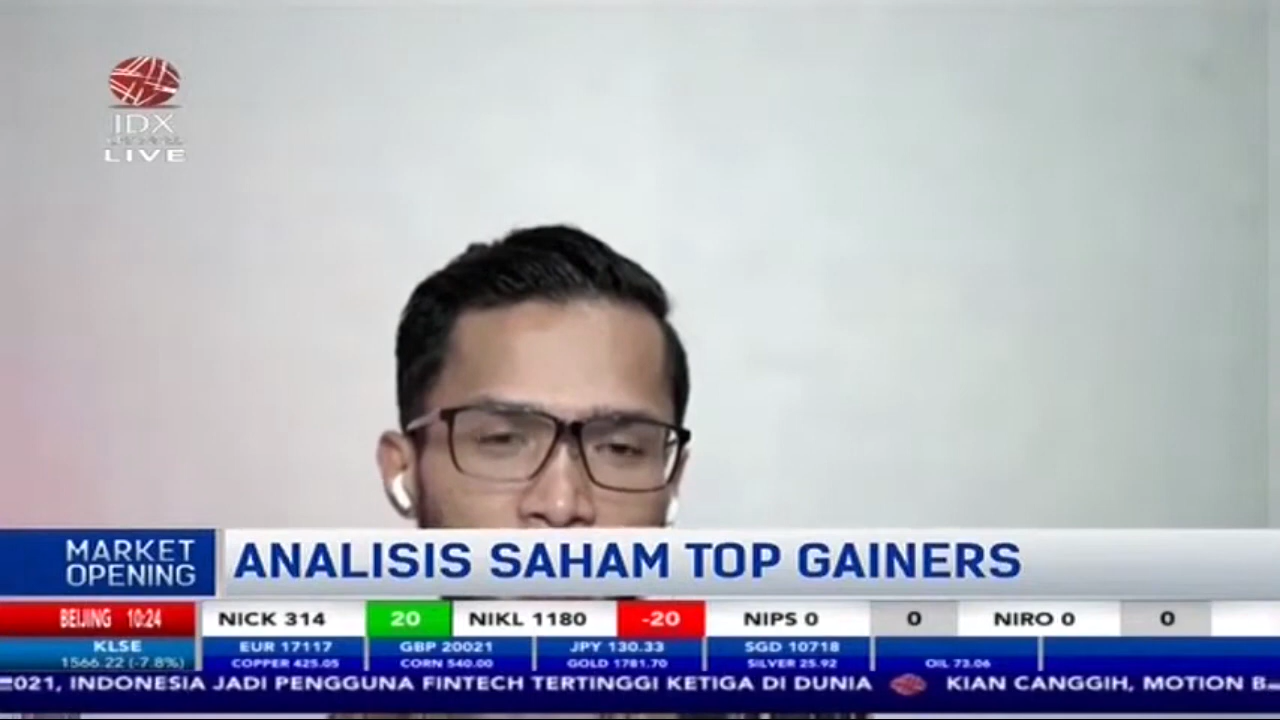 IDX
LIVE
MARKET OPENING
ANALISIS SAHAM TOP GAINERS
BEIJING 10:24
NICK 314 20 NIKL 1180 -20 NIPS 0 0 NIRO 0 0
KLSE
1566.22 (-7.8%)
EUR 17117 GBP 20021 JPY 130.33 SGD 10718
COPPER 425.05 CORN 540.00 GOLD 1781.70 SILVER 25.92 OIL 73.06
021, INDONESIA JADI PENGGUNA FINTECH TERTINGGI KETIGA DI DUNIA KIAN CANGGIH, MOTION B